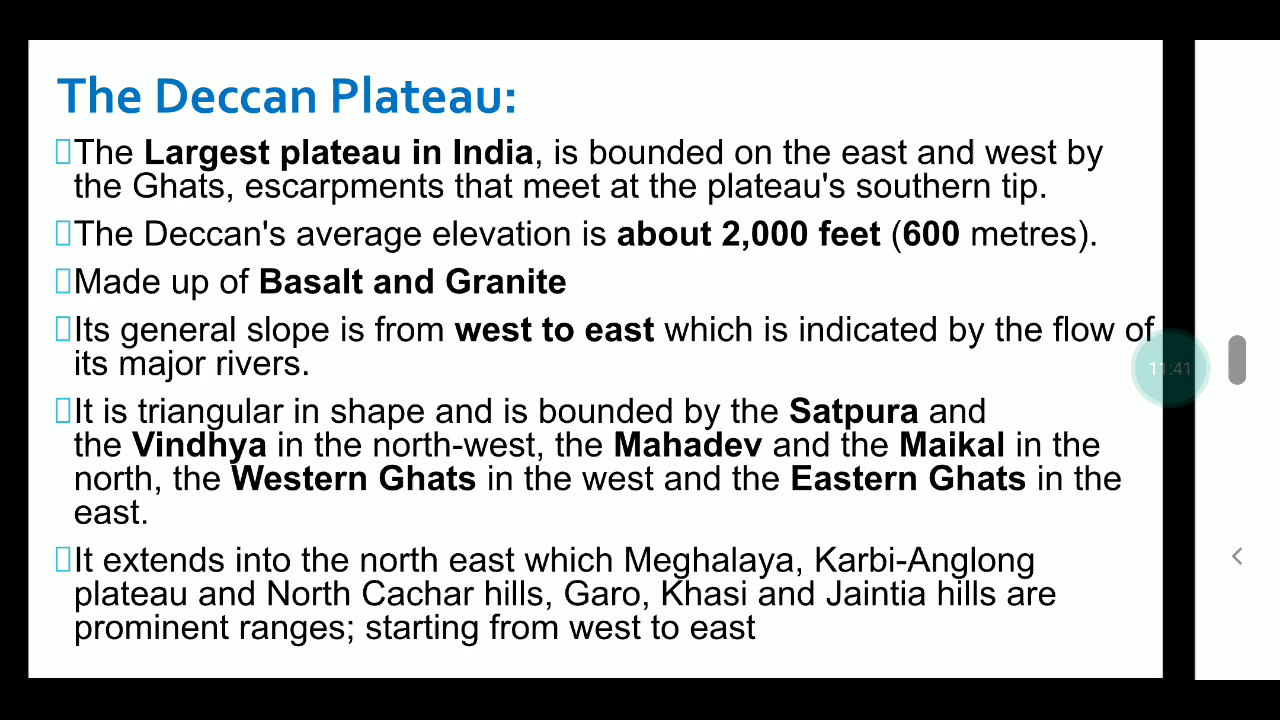 The Deccan Plateau:
The Largest plateau in India, is bounded on the east and west by
the Ghats, escarpments that meet at the plateau's southern tip.
The Deccan's average elevation is about 2,000 feet (600 metres).
Made up of Basalt and Granite
Its general slope is from west to east which is indicated by the flow of
its major rivers.
11:41
It is triangular in shape and is bounded by the Satpura and
the Vindhya in the north-west, the Mahadev and the Maikal in the
north, the Western Ghats in the west and the Eastern Ghats in the
east.
It extends into the north east which Meghalaya, Karbi-Anglong
plateau and North Cachar hills, Garo, Khasi and Jaintia hills are
prominent ranges; starting from west to east